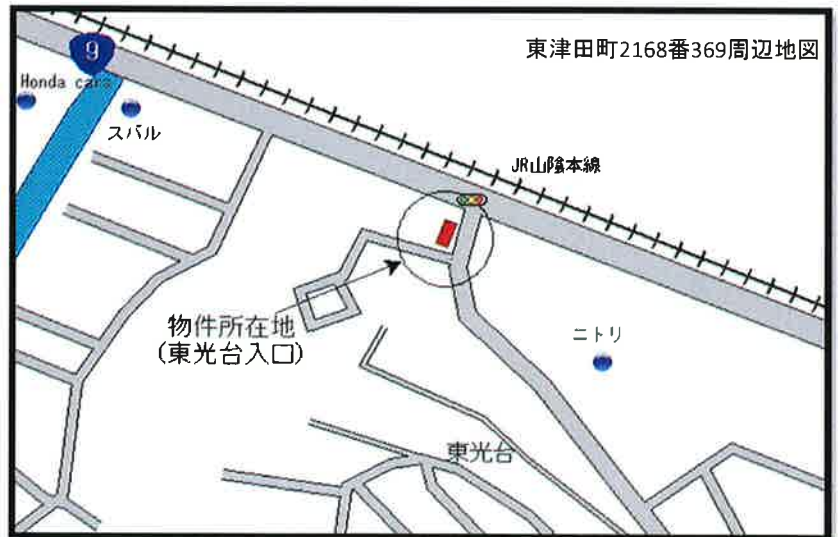 東津田町2168番369周辺地図
9
Honda cars
スバル
JR山陰本線
物件所在地
(東光台入口)
ニトリ
東光台